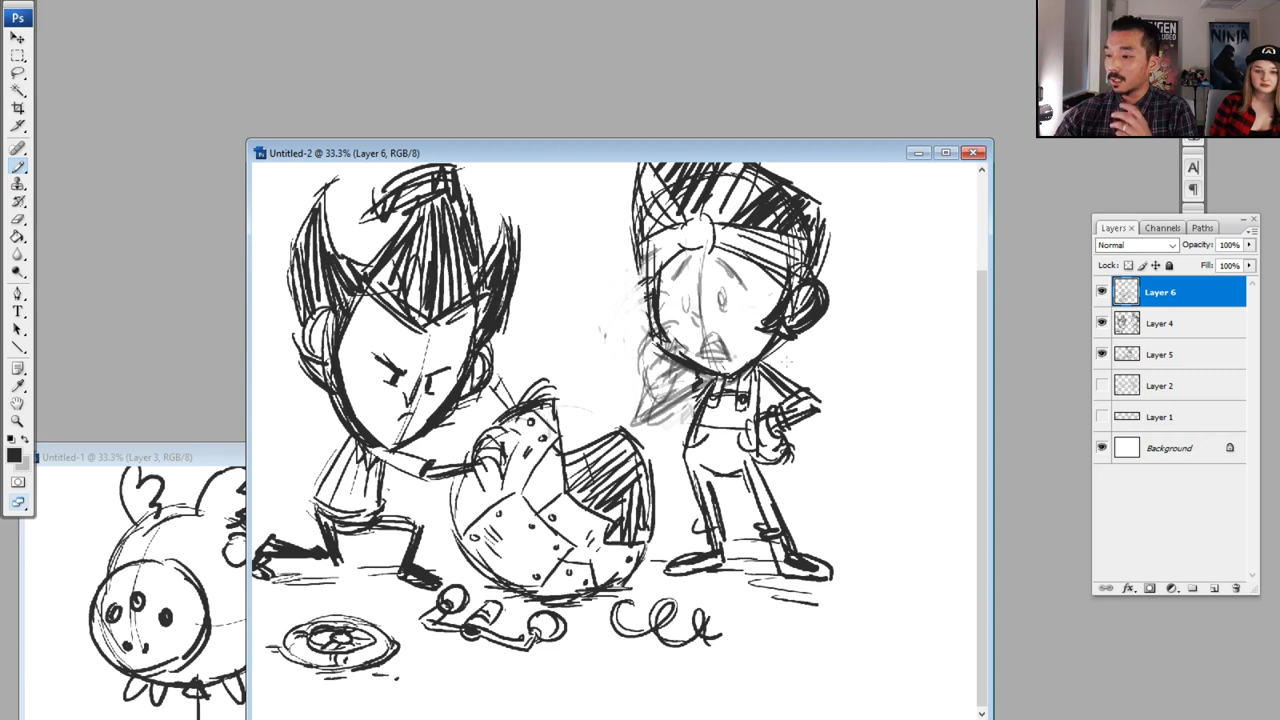 Ps
Untitled-2 @ 33.3% (Layer 6, RGB/8)
NINJA
A
Layers Channels Paths
Normal Opacity: 100%
Lock: Fill: 100%
Layer 6
Layer 4
Layer 5
Layer 2
Layer 1
Background
fx
Untitled-1 @ 33.3% (Layer 3, RGB/8)
T